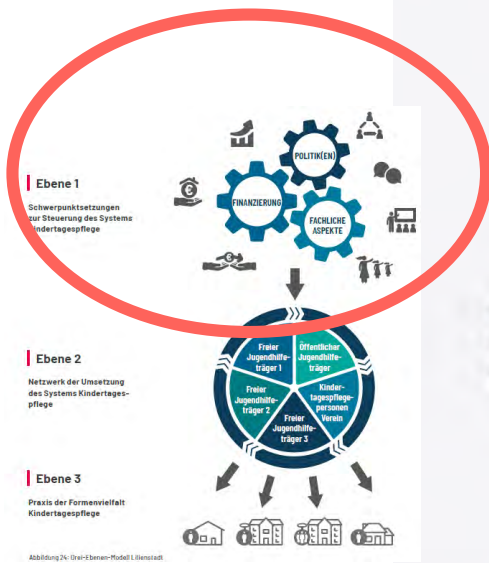 Ebene 1
Schwerpunktsetzungen
zur Steuerung des Systems
Kindertagespflege
POLITIK(EN)
FINANZIERUNG
FACHLICHE
ASPEKTE
Ebene 2
Netzwerk der Umsetzung
des Systems Kindertages-
pflege
Freier
Jugendhilfe-
träger 1
Öffentlicher
Jugendhilfe-
träger
Freier
Jugendhilfe-
träger 2
Kinder-
tagespflege-
personen
Verein
Freier
Jugendhilfe-
träger 3
Ebene 3
Praxis der Formenvielfalt
Kindertagespflege
Abbildung 24: Drei-Ebenen-Modell Lilienstadt